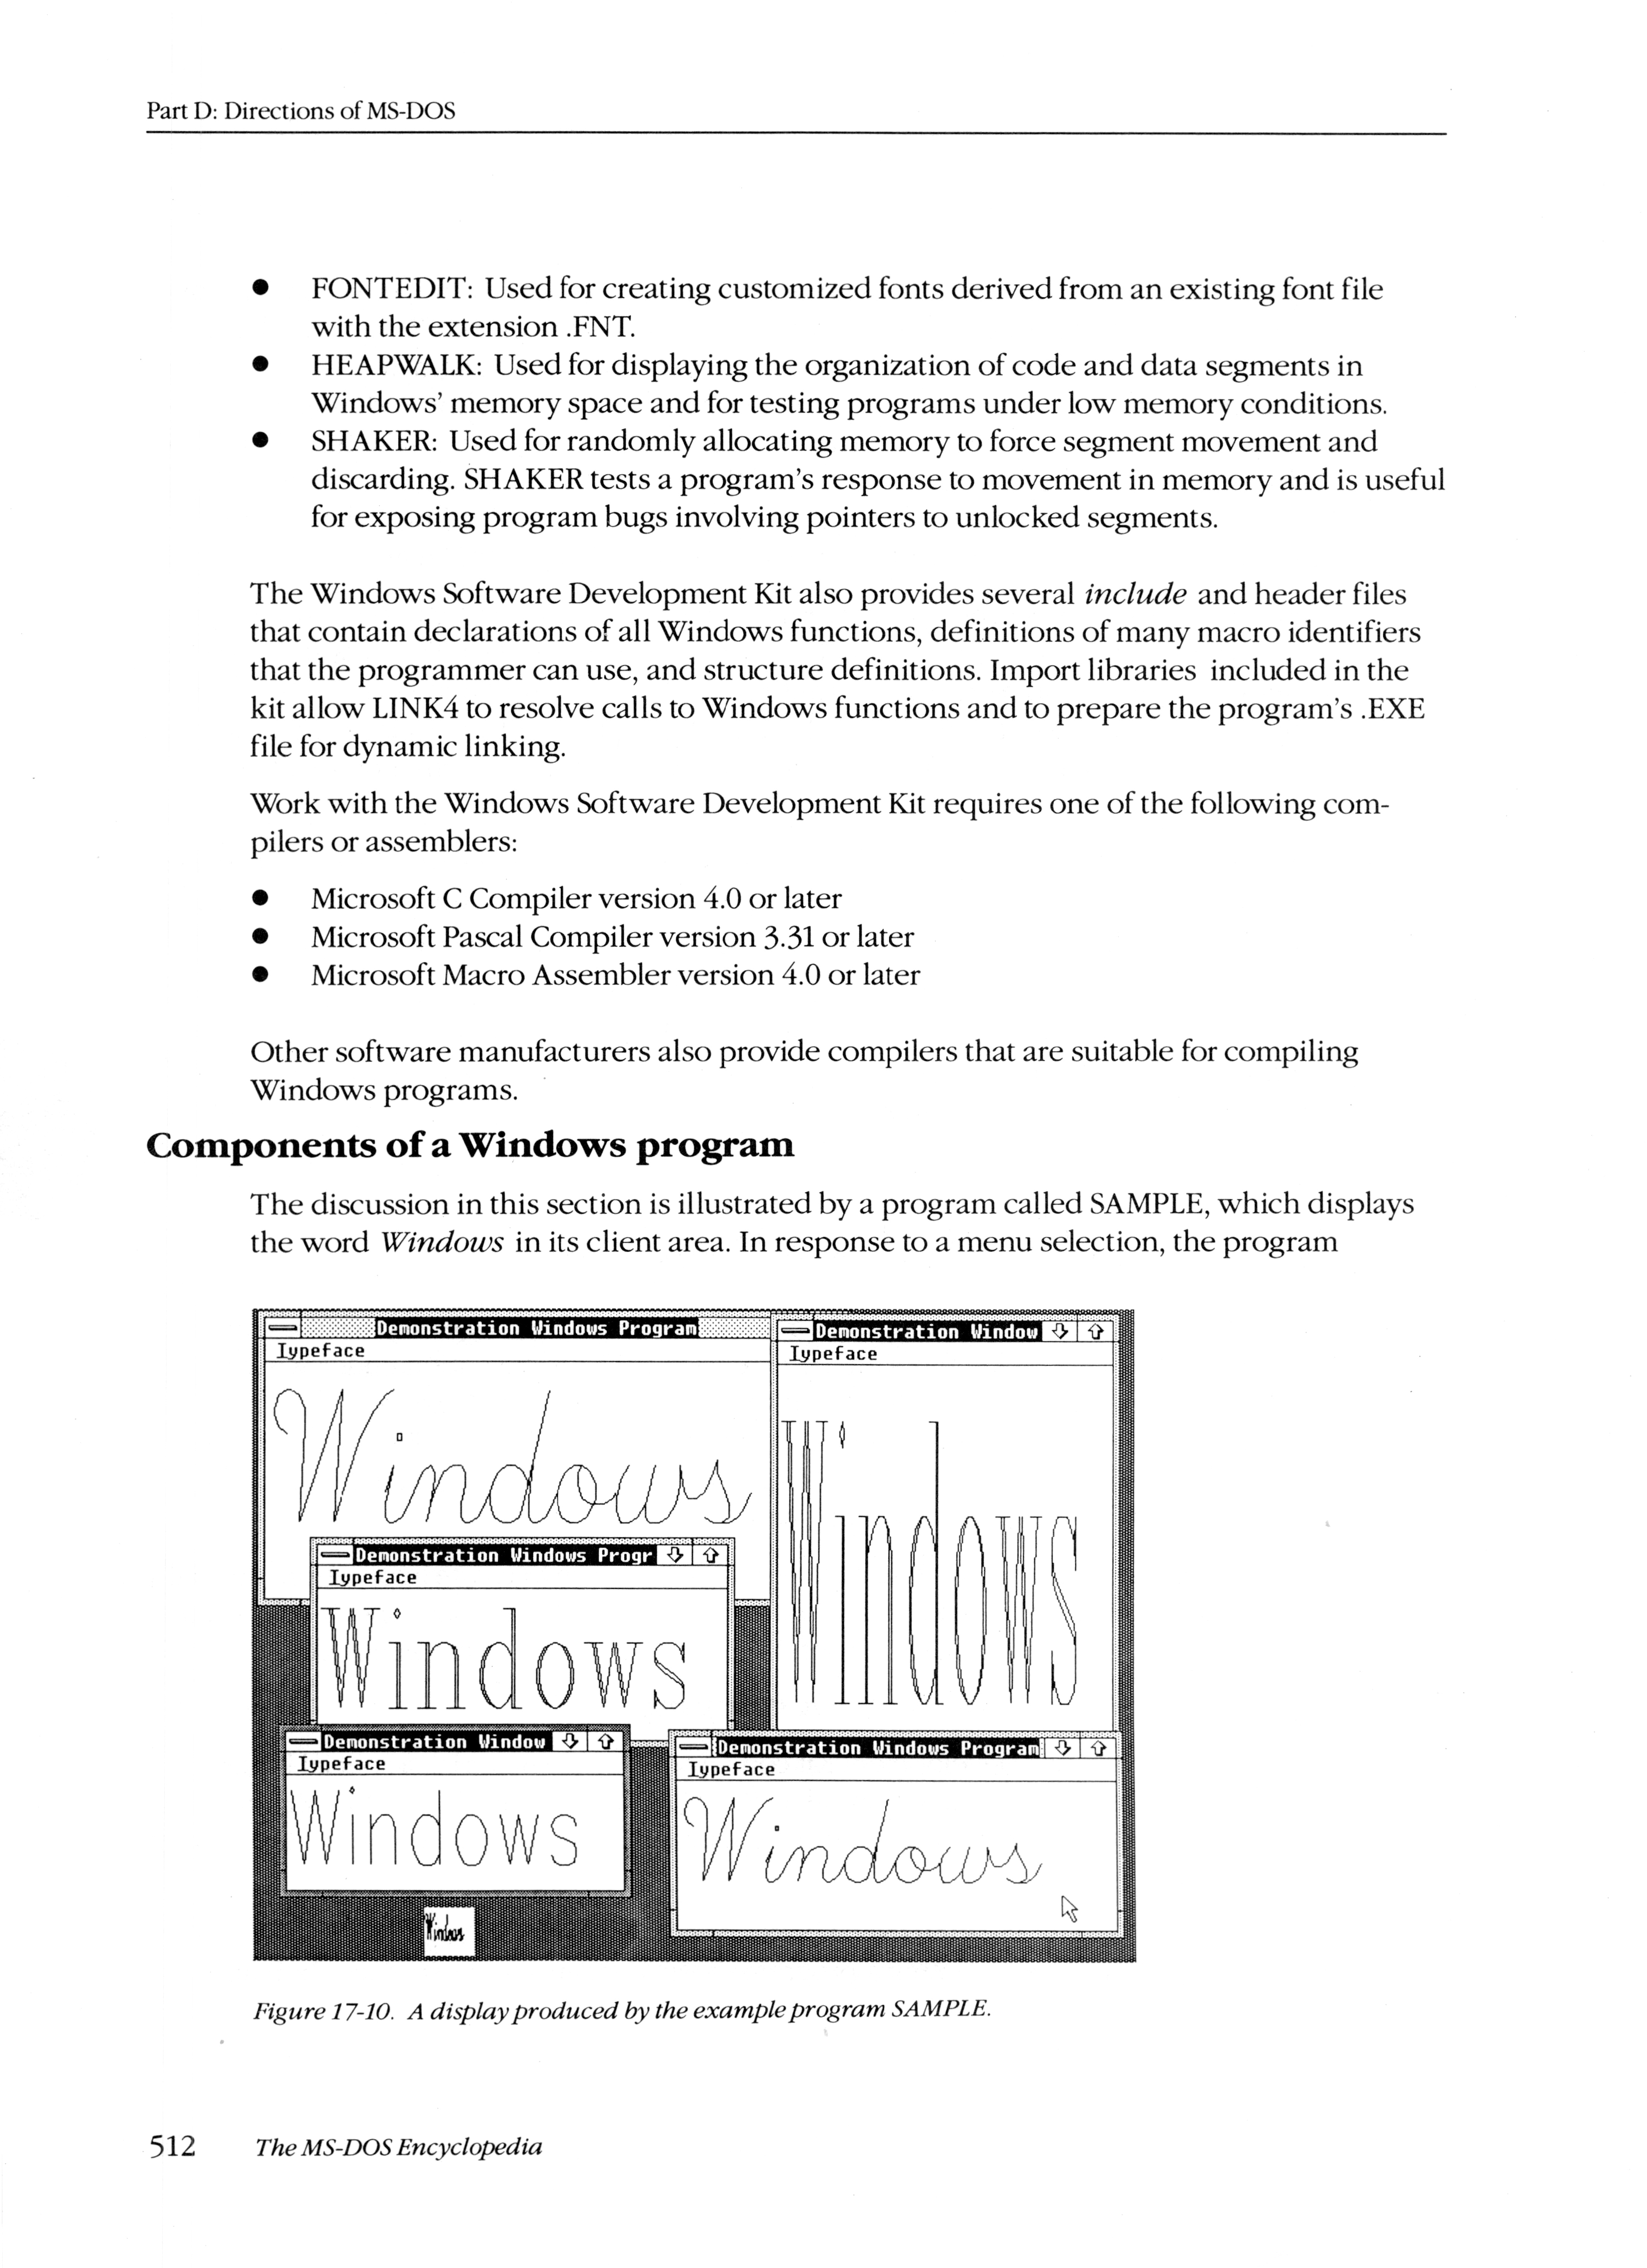 Part D: Directions of MS-DOS
● FONTEDIT: Used for creating customized fonts derived from an existing font file
with the extension .FNT.
● HEAPWALK: Used for displaying the organization of code and data segments in
Windows’ memory space and for testing programs under low memory conditions.
● SHAKER: Used for randomly allocating memory to force segment movement and
discarding. SHAKER tests a program’s response to movement in memory and is useful
for exposing program bugs involving pointers to unlocked segments.
The Windows Software Development Kit also provides several include and header files
that contain declarations of all Windows functions, definitions of many macro identifiers
that the programmer can use, and structure definitions. Import libraries included in the
kit allow LINK4 to resolve calls to Windows functions and to prepare the program’s .EXE
file for dynamic linking.
Work with the Windows Software Development Kit requires one of the following com-
pilers or assemblers:
● Microsoft C Compiler version 4.0 or later
● Microsoft Pascal Compiler version 3.31 or later
● Microsoft Macro Assembler version 4.0 or later
Other software manufacturers also provide compilers that are suitable for compiling
Windows programs.
Components of a Windows program
The discussion in this section is illustrated by a program called SAMPLE, which displays
the word Windows in its client area. In response to a menu selection, the program
Demonstration Windows Program
Typeface
Windows
Demonstration Window
Typeface
Windows
Demonstration Windows Progr
Typeface
Windows
Demonstration Window
Typeface
Windows
Demonstration Windows Program
Typeface
Windows
Windows
Figure 17-10. A display produced by the example program SAMPLE.
512 The MS-DOS Encyclopedia